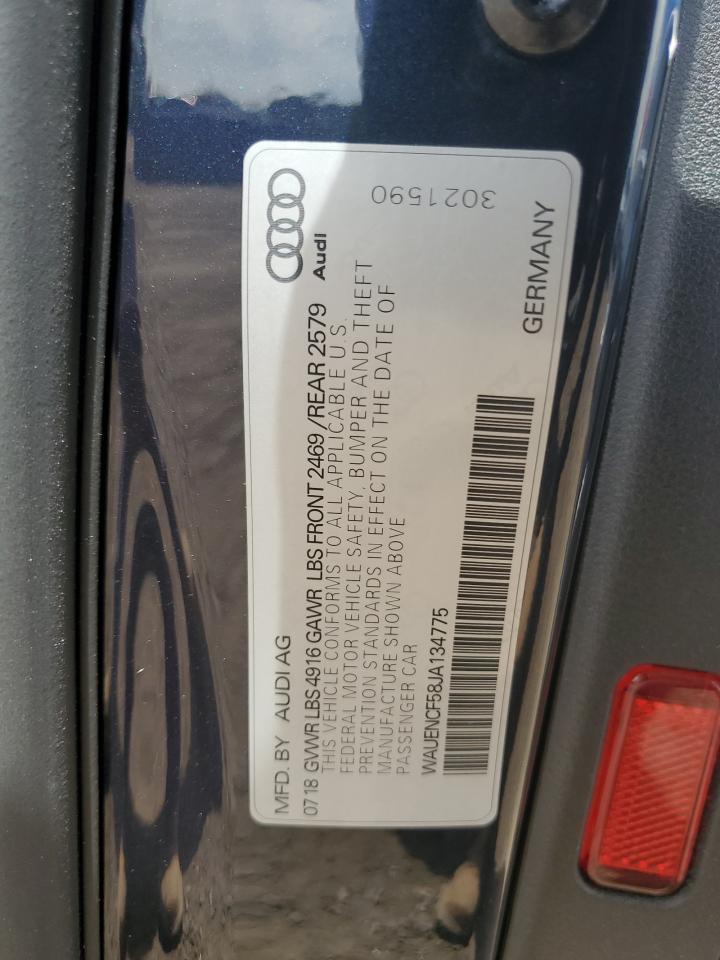 Audi
3021590
MFD. BY AUDI AG
0718 GVWR LBS 4916 GAWR LBS FRONT 2469 /REAR 2579
THIS VEHICLE CONFORMS TO ALL APPLICABLE U.S.
FEDERAL MOTOR VEHICLE SAFETY, BUMPER AND THEFT
PREVENTION STANDARDS IN EFFECT ON THE DATE OF
MANUFACTURE SHOWN ABOVE
PASSENGER CAR
WAUENCF58JA134775
GERMANY